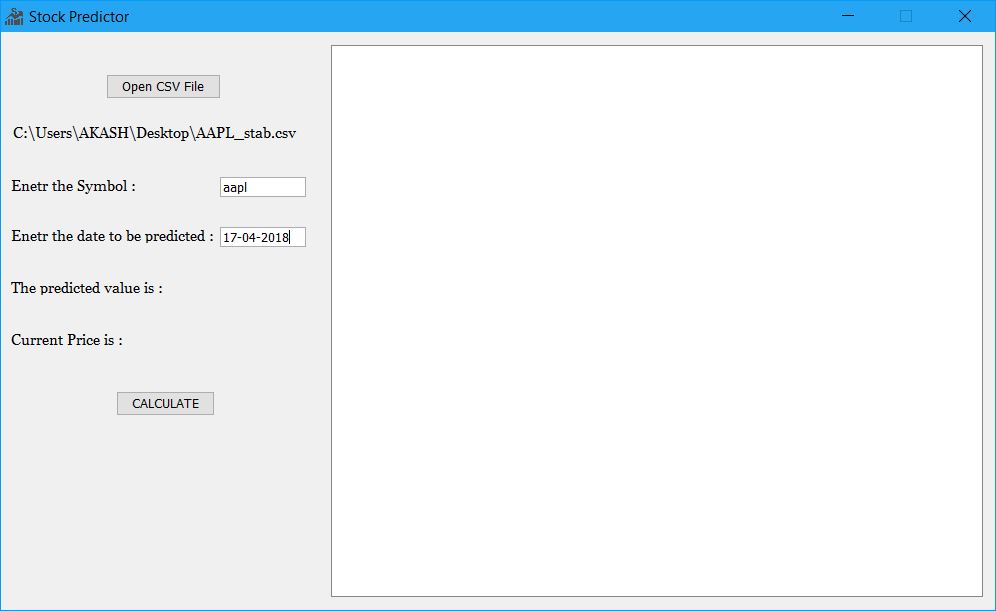 Stock Predictor
Open CSV File
C:\Users\AKASH\Desktop\AAPL_stab.csv
Enetr the Symbol : aapl
Enetr the date to be predicted : 17-04-2018
The predicted value is :
Current Price is :
CALCULATE